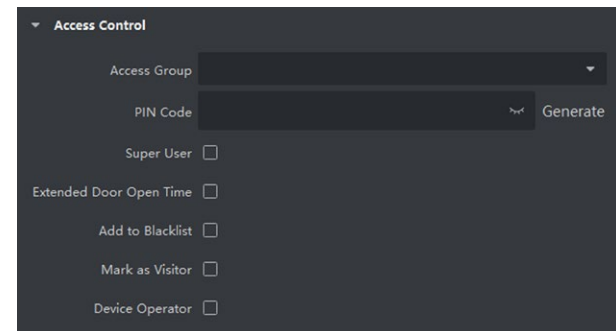 Access Control
Access Group
PIN Code Generate
Super User
Extended Door Open Time
Add to Blacklist
Mark as Visitor
Device Operator